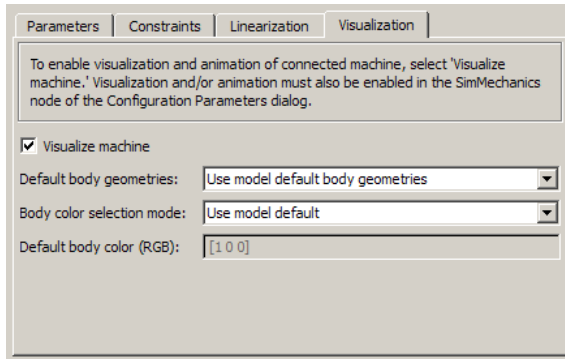 Parameters Constraints Linearization Visualization
To enable visualization and animation of connected machine, select 'Visualize
machine.' Visualization and/or animation must also be enabled in the SimMechanics
node of the Configuration Parameters dialog.
Visualize machine
Default body geometries: Use model default body geometries
Body color selection mode: Use model default
Default body color (RGB): [1 0 0]